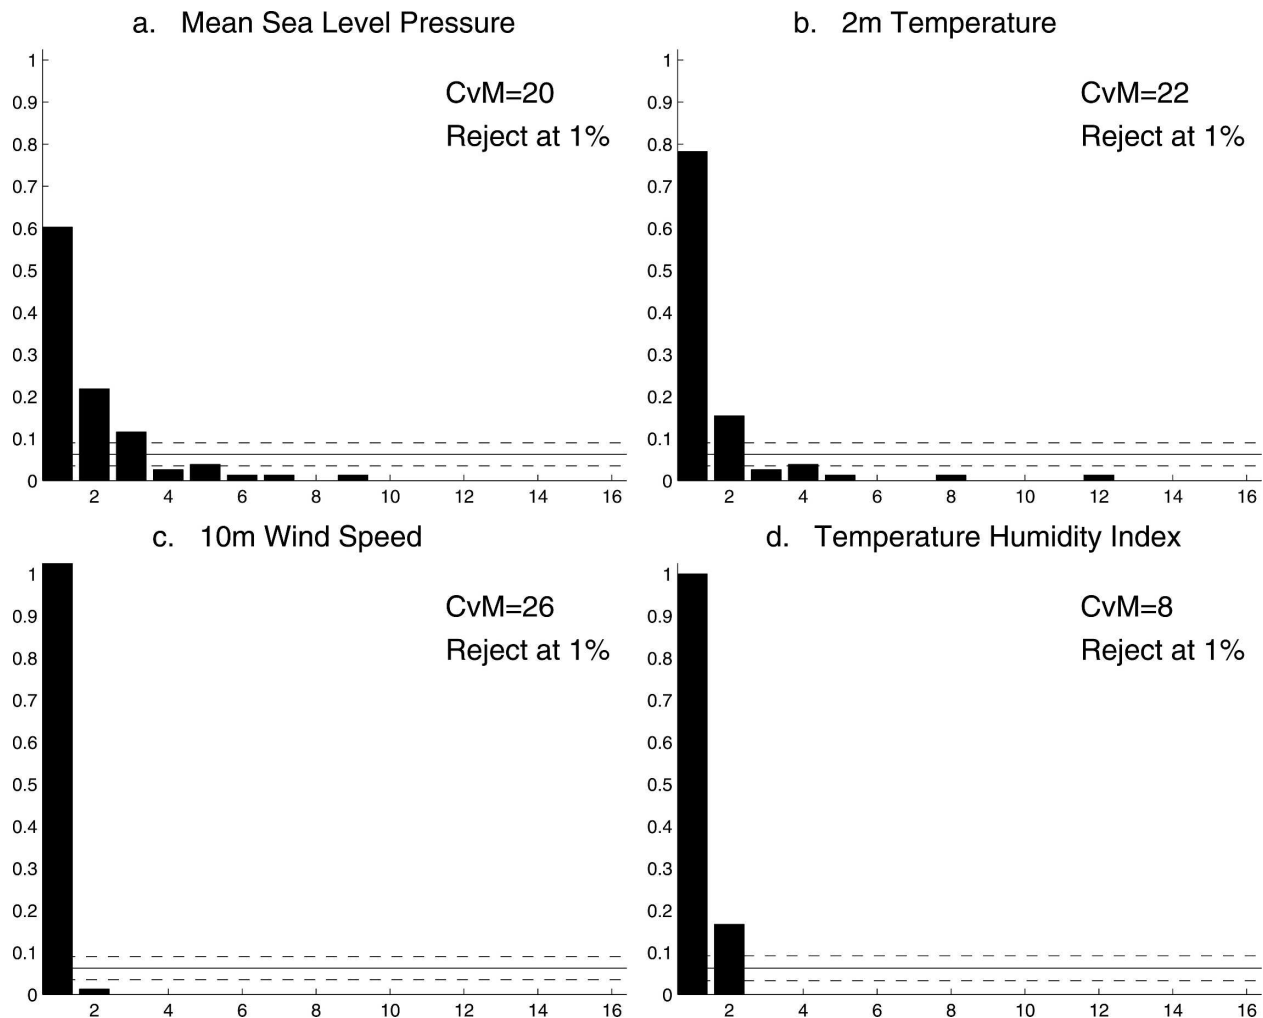 a. Mean Sea Level Pressure
1
0.9
0.8
0.7
0.6
0.5
0.4
0.3
0.2
0.1
0
CvM=20
Reject at 1%
2 4 6 8 10 12 14 16
b. 2m Temperature
1
0.9
0.8
0.7
0.6
0.5
0.4
0.3
0.2
0.1
0
CvM=22
Reject at 1%
2 4 6 8 10 12 14 16
c. 10m Wind Speed
1
0.9
0.8
0.7
0.6
0.5
0.4
0.3
0.2
0.1
0
CvM=26
Reject at 1%
2 4 6 8 10 12 14 16
d. Temperature Humidity Index
1
0.9
0.8
0.7
0.6
0.5
0.4
0.3
0.2
0.1
0
CvM=8
Reject at 1%
2 4 6 8 10 12 14 16